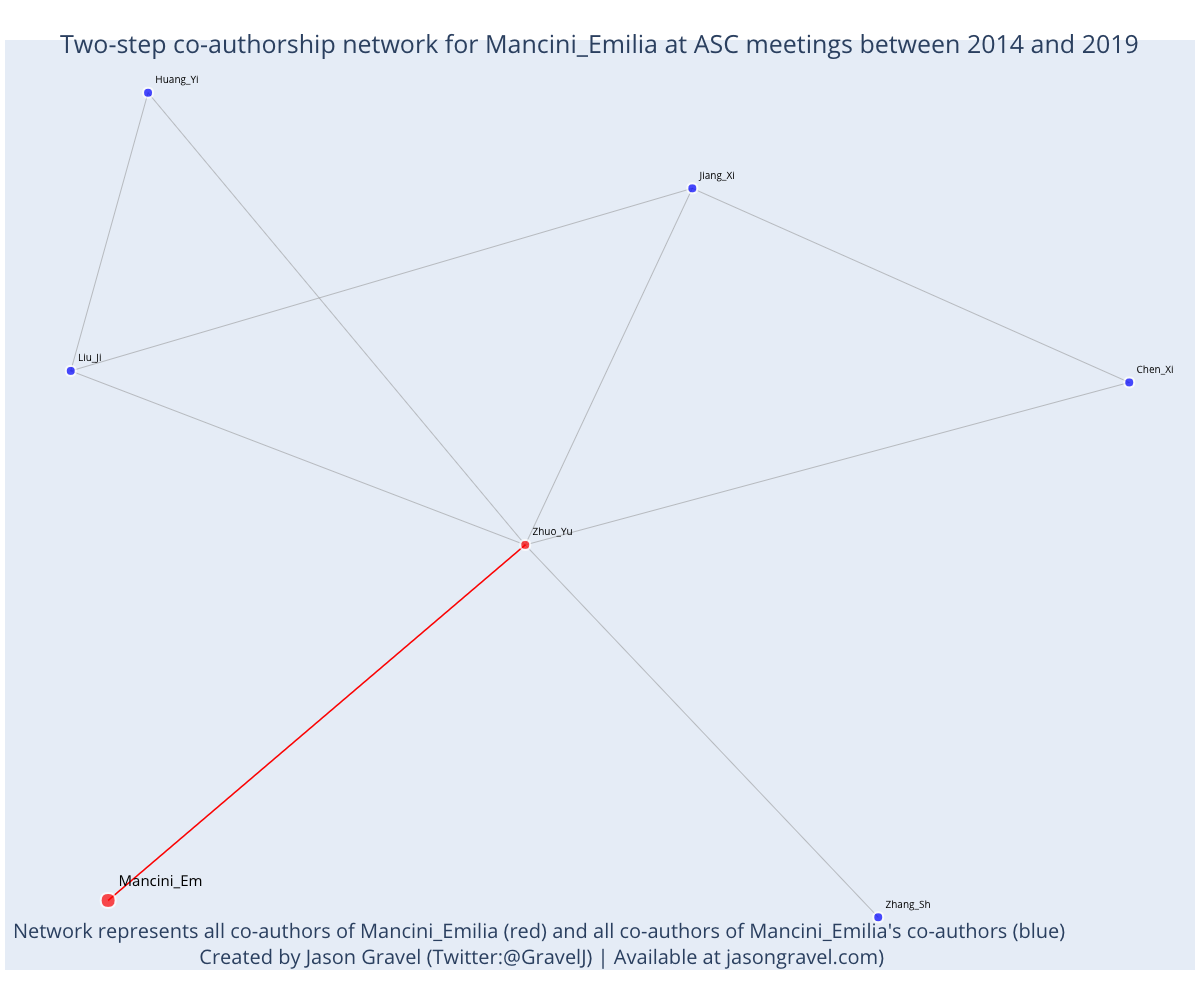 Two-step co-authorship network for Mancini_Emilia at ASC meetings between 2014 and 2019
Huang_Yi
Jiang_Xi
Liu_Ji
Chen_Xi
Zhuo_Yu
Mancini_Em
Zhang_Sh
Network represents all co-authors of Mancini_Emilia (red) and all co-authors of Mancini_Emilia's co-authors (blue)
Created by Jason Gravel (Twitter:@GravelJ) | Available at jasongravel.com)